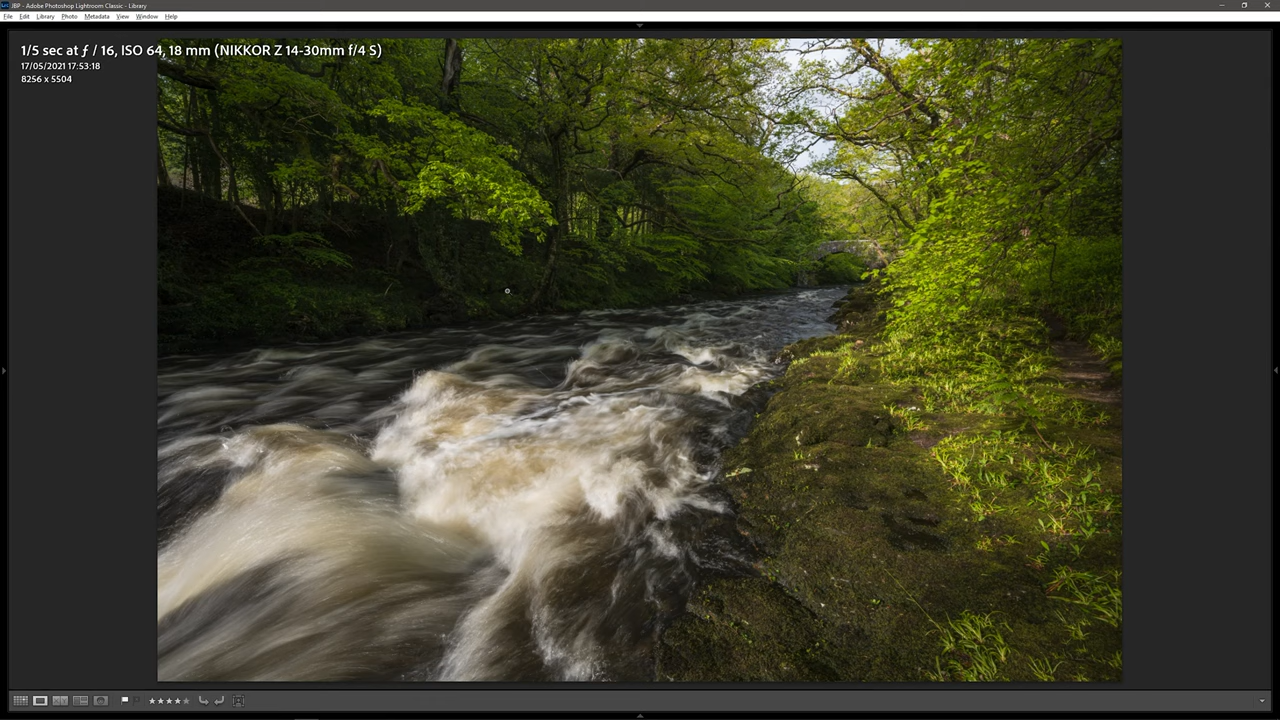 JBP - Adobe Photoshop Lightroom Classic - Library
File Edit Library Photo Metadata View Window Help
1/5 sec at ƒ / 16, ISO 64, 18 mm (NIKKOR Z 14-30mm f/4 S)
17/05/2021 17:53:18
8256 x 5504